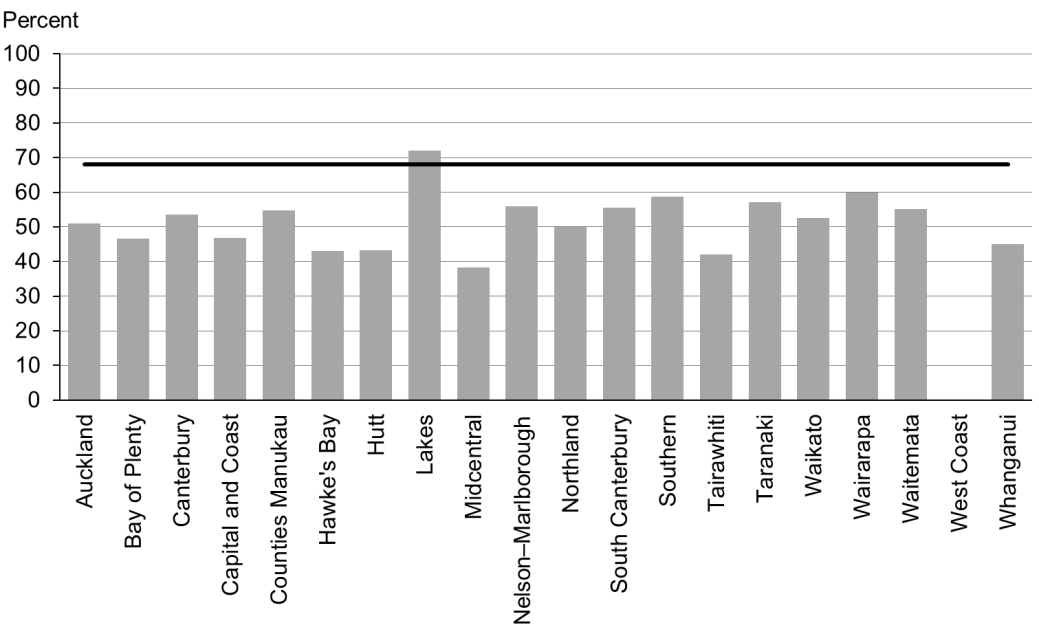 Percent
100
90
80
70
60
50
40
30
20
10
0
Auckland
Bay of Plenty
Canterbury
Capital and Coast
Counties Manukau
Hawke's Bay
Hutt
Lakes
Midcentral
Nelson–Marlborough
Northland
South Canterbury
Southern
Tairawhiti
Taranaki
Waikato
Wairarapa
Waitemata
West Coast
Whanganui